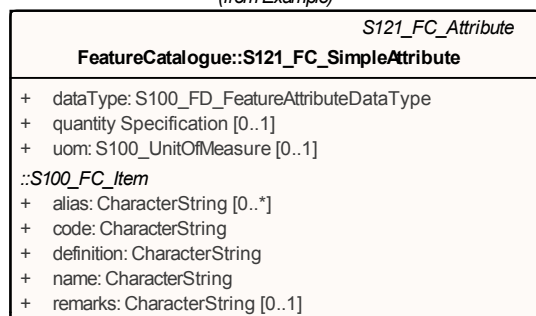 (from Example)
S121_FC_Attribute
FeatureCatalogue::S121_FC_SimpleAttribute
+ dataType: S100_FD_FeatureAttributeDataType
+ quantity Specification [0..1]
+ uom: S100_UnitOfMeasure [0..1]
::S100_FC_Item
+ alias: CharacterString [0..*]
+ code: CharacterString
+ definition: CharacterString
+ name: CharacterString
+ remarks: CharacterString [0..1]